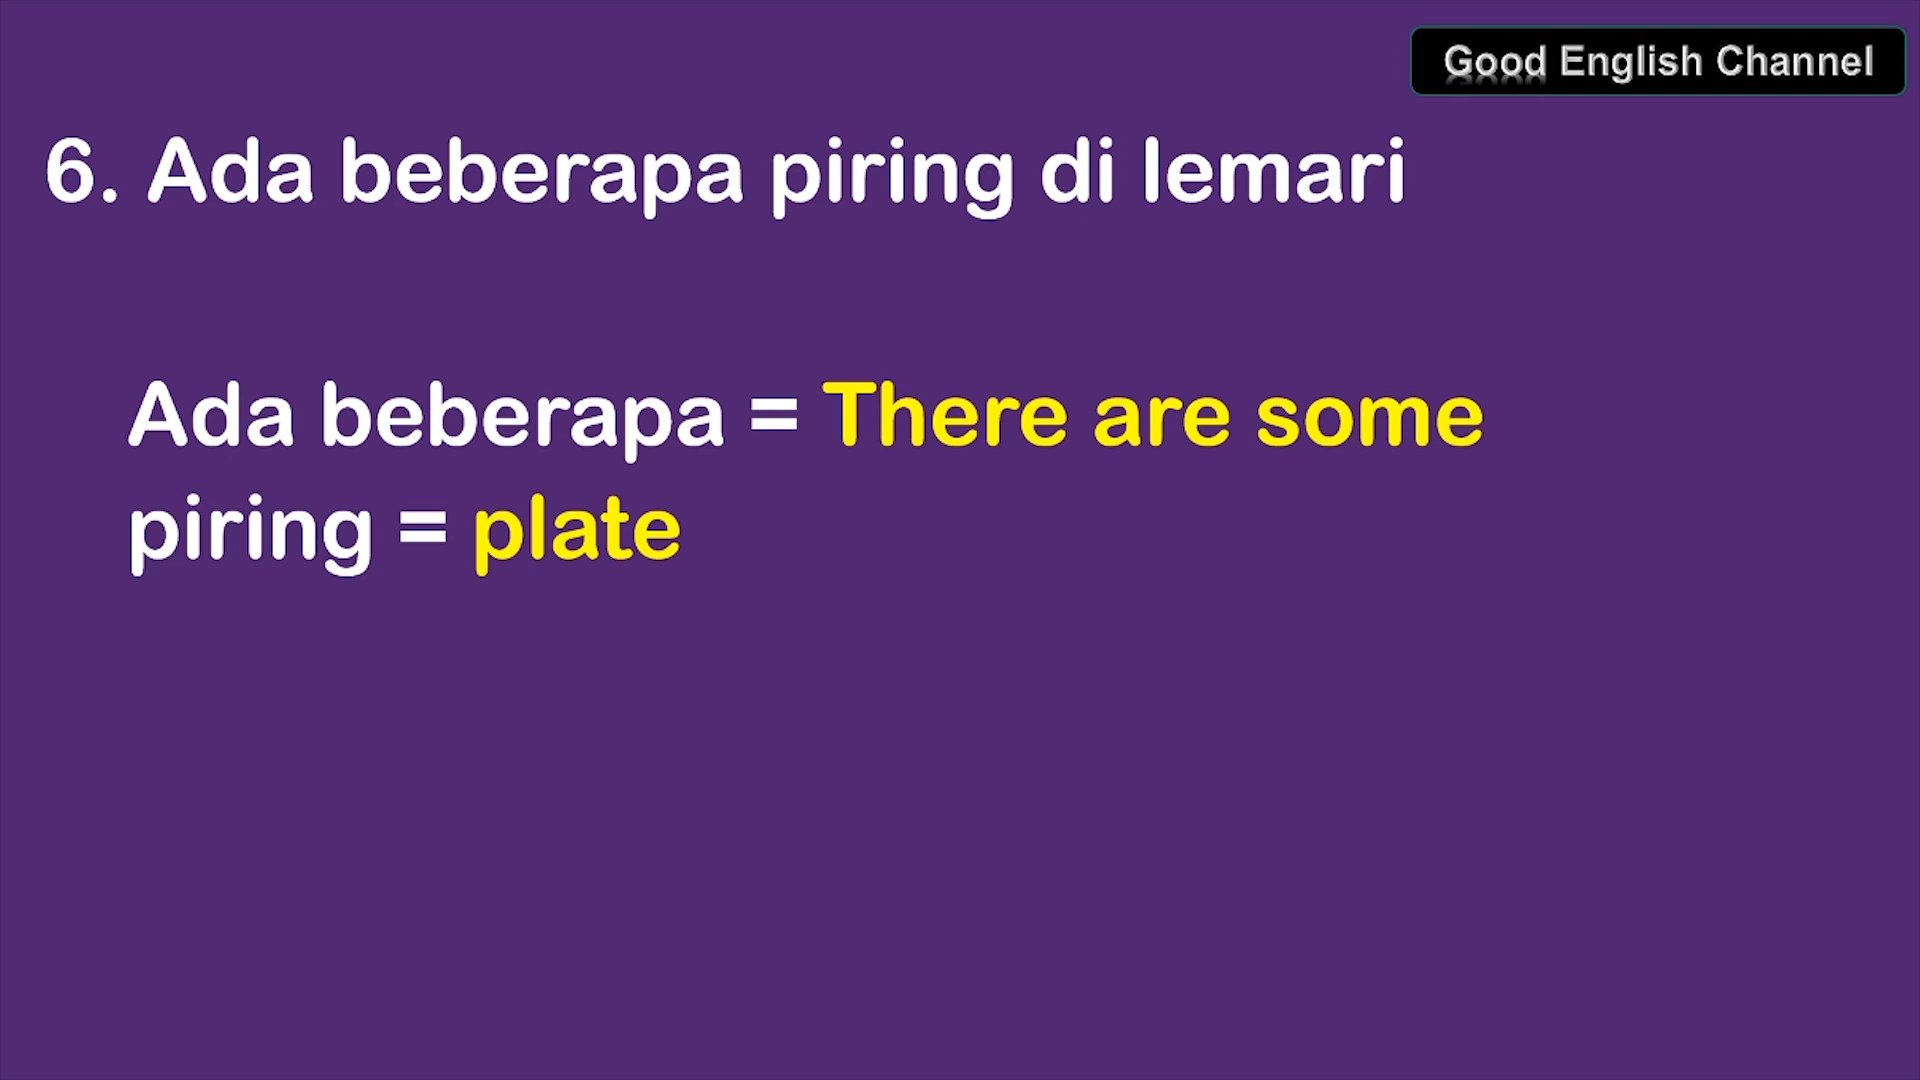 Good English Channel
6. Ada beberapa piring di lemari
Ada beberapa = There are some
piring = plate